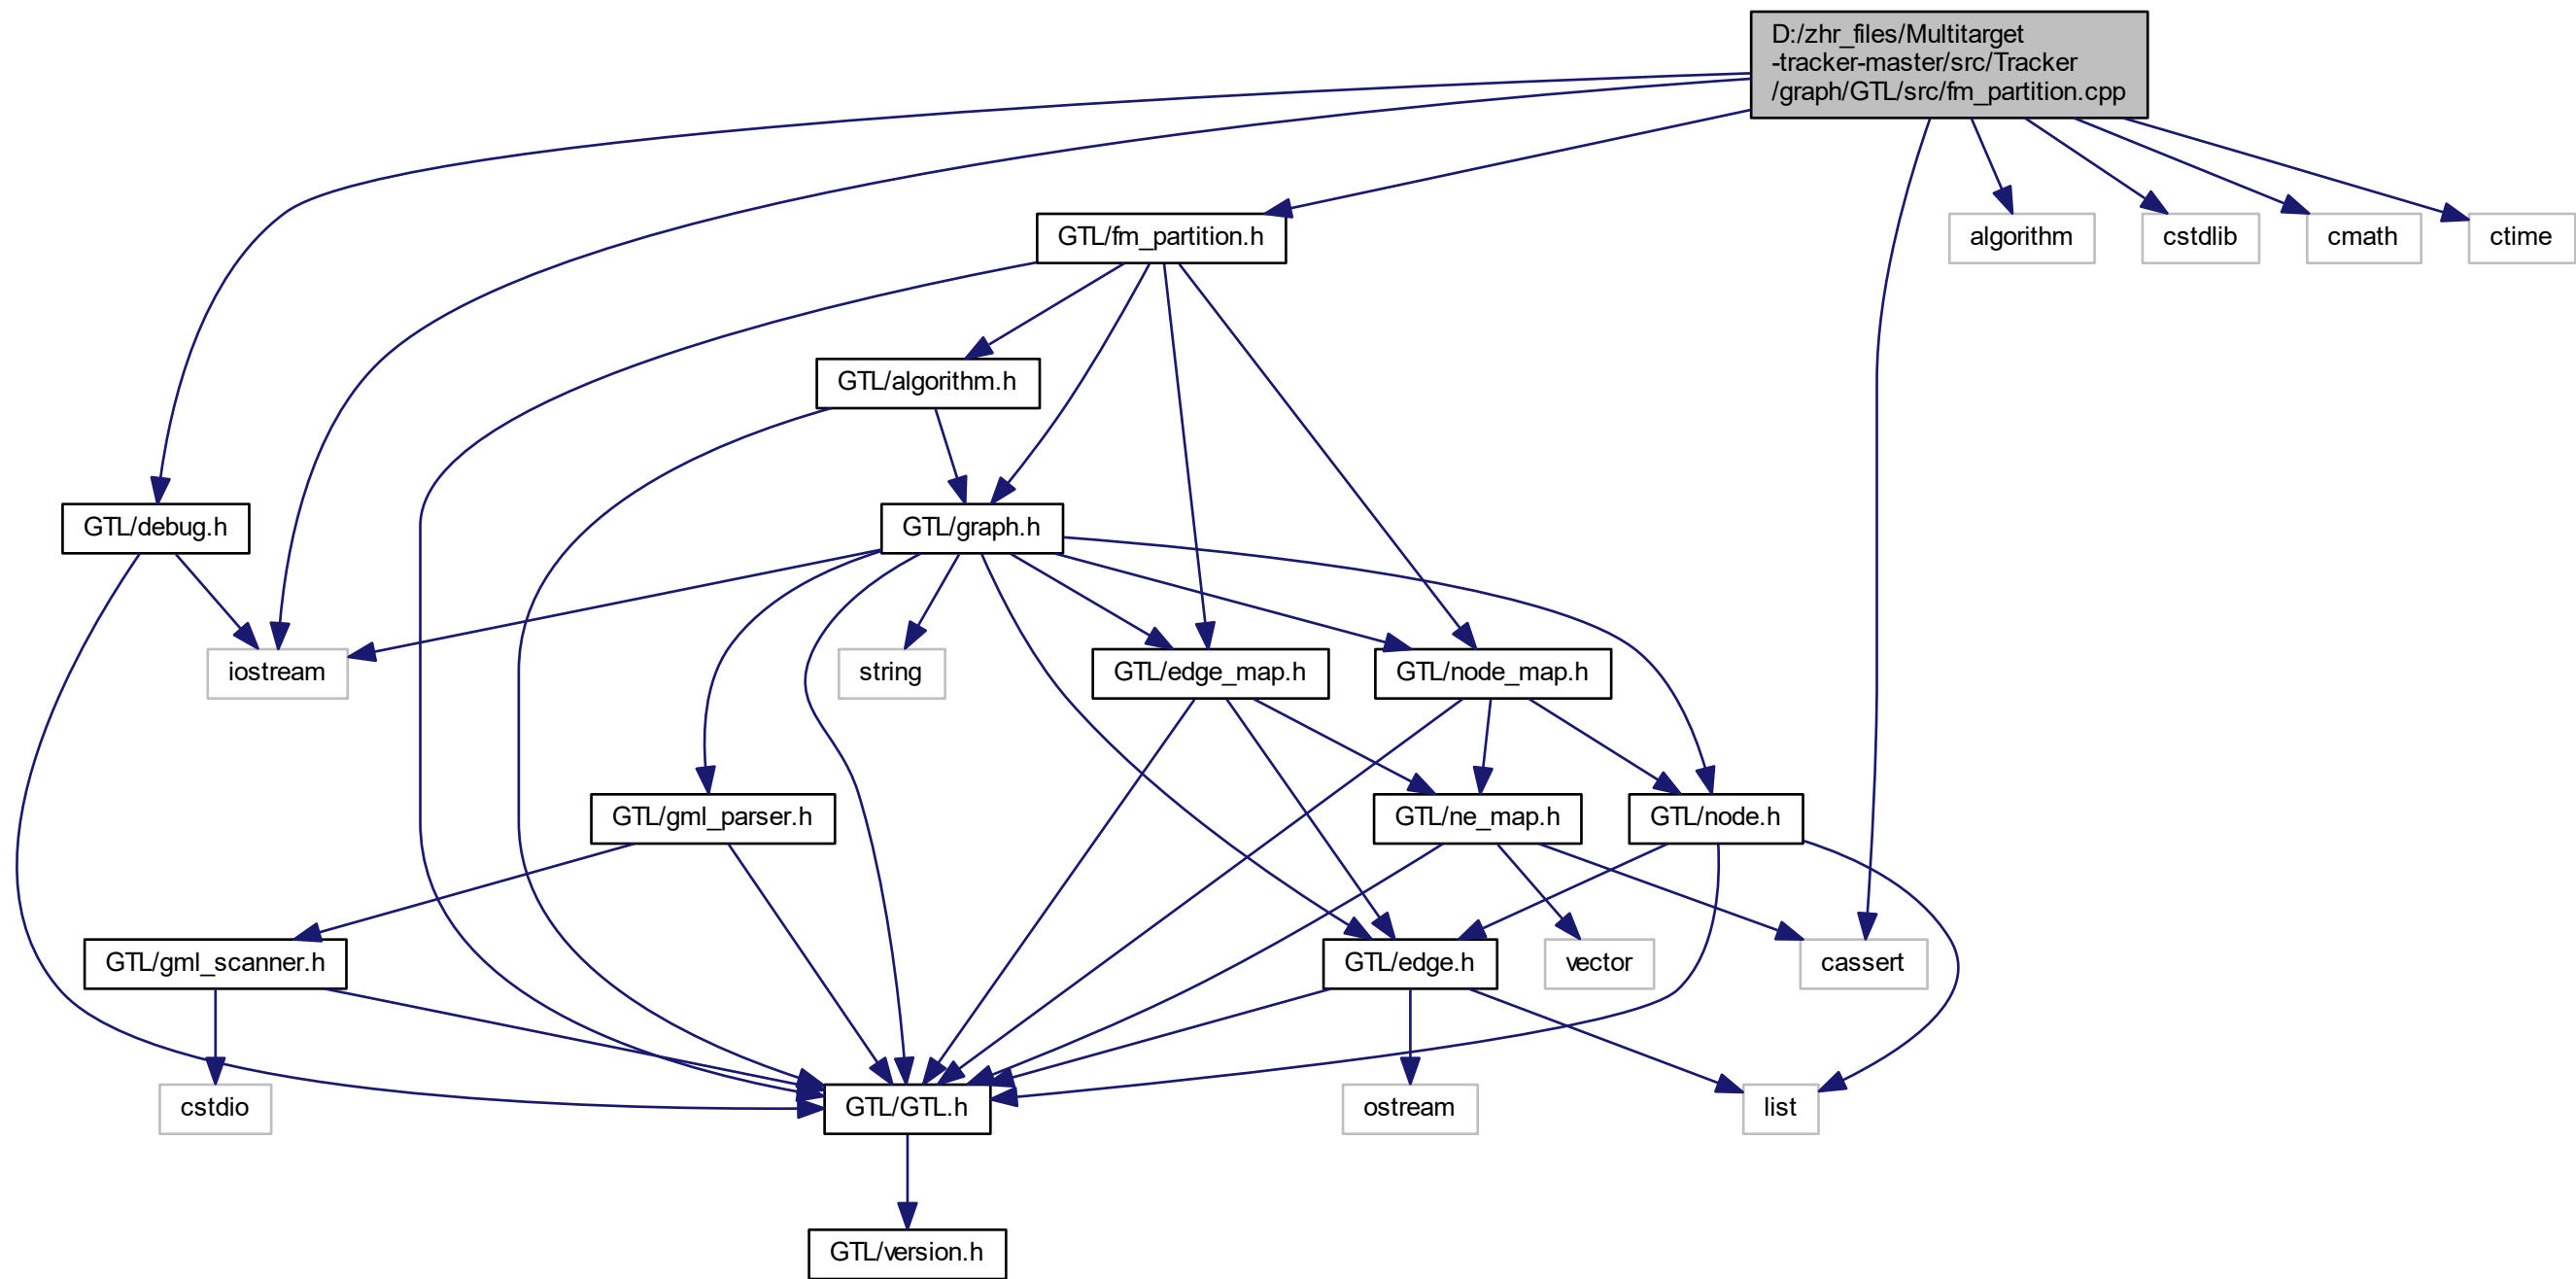 D:/zhr_files/Multitarget
-tracker-master/src/Tracker
/graph/GTL/src/fm_partition.cpp
GTL/fm_partition.h
algorithm
cstdlib
cmath
ctime
GTL/algorithm.h
GTL/debug.h
GTL/graph.h
iostream
string
GTL/edge_map.h
GTL/node_map.h
GTL/gml_parser.h
GTL/ne_map.h
GTL/node.h
GTL/gml_scanner.h
GTL/edge.h
vector
cassert
cstdio
GTL/GTL.h
ostream
list
GTL/version.h